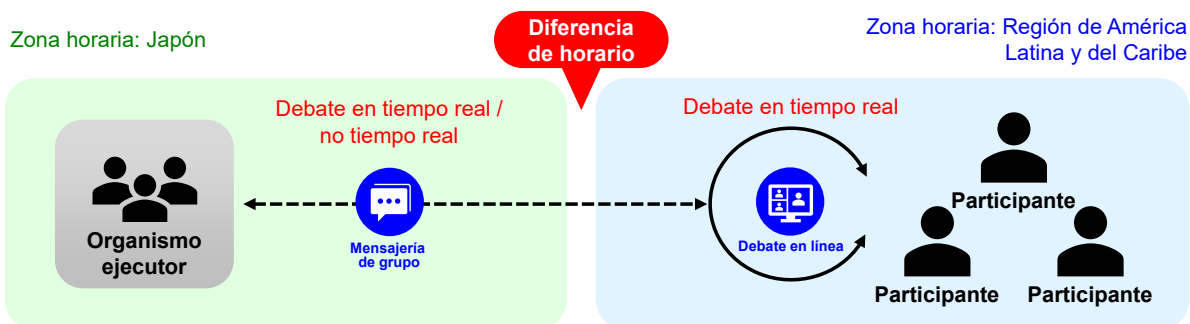 Zona horaria: Japón
Diferencia
de horario
Zona horaria: Región de América
Latina y del Caribe
Debate en tiempo real /
no tiempo real
Debate en tiempo real
Organismo
ejecutor
Mensajería
de grupo
Debate en línea
Participante
Participante
Participante